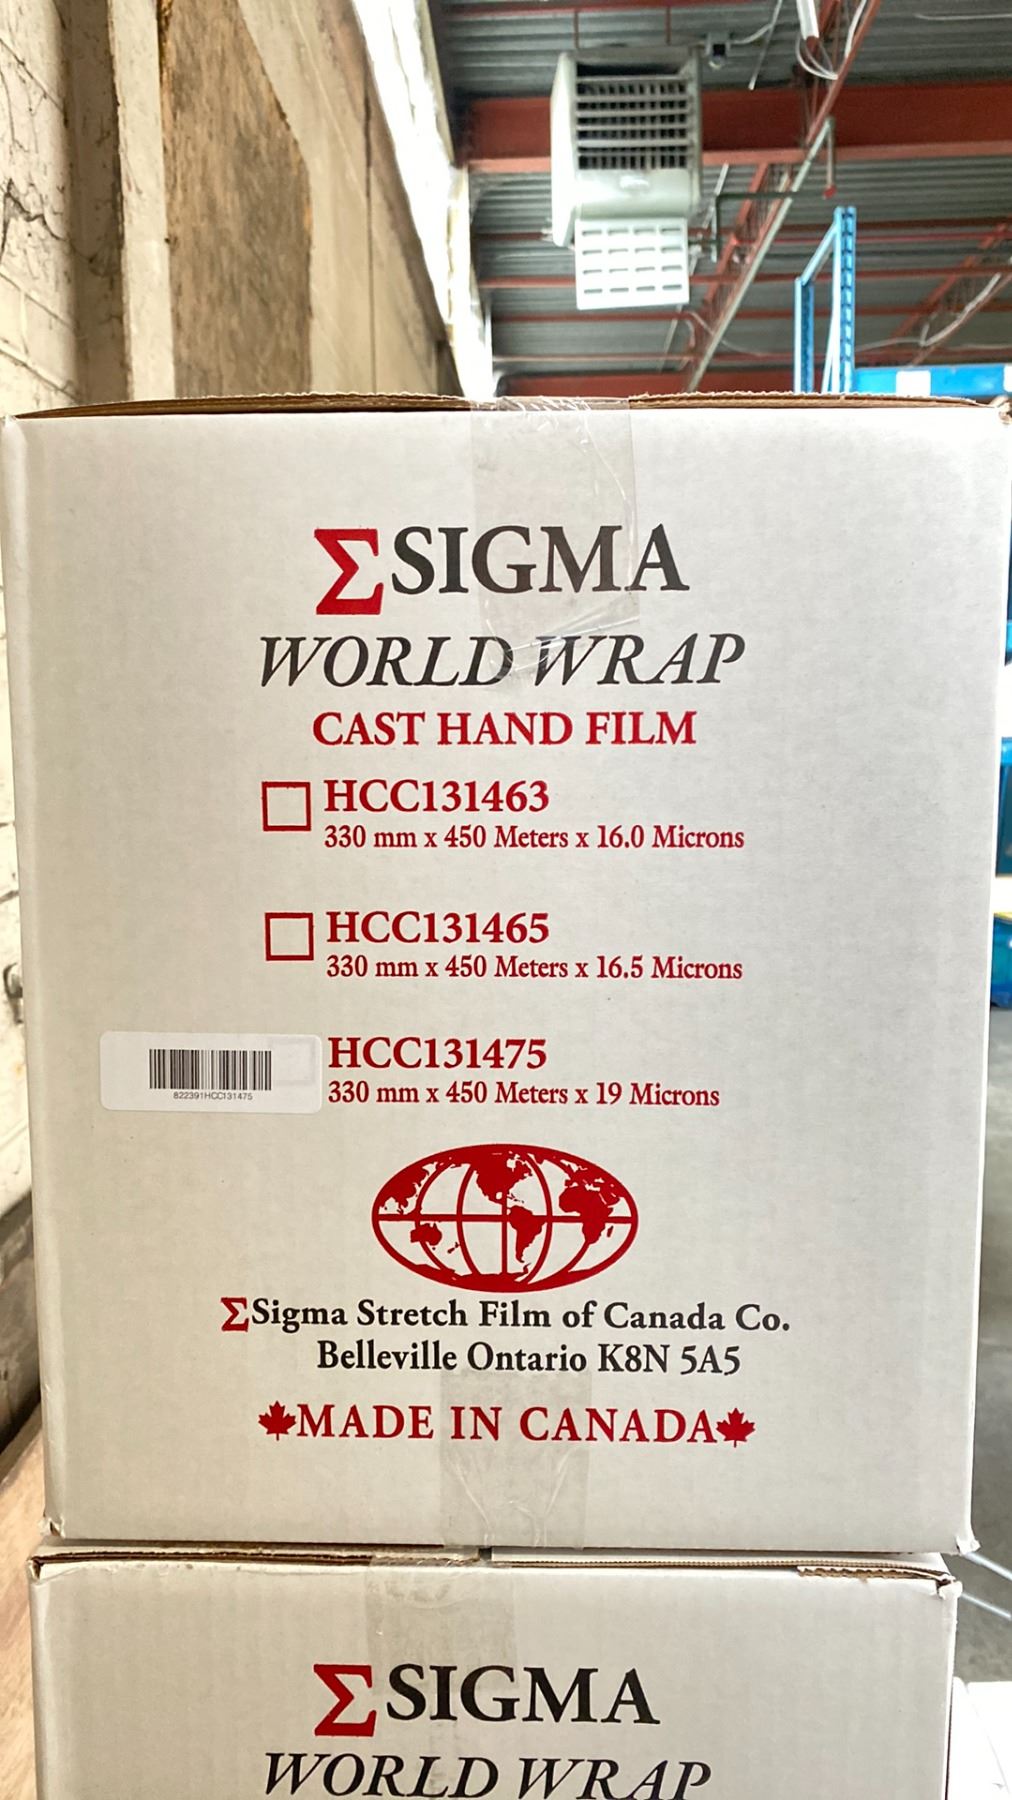 ΣSIGMA
WORLD WRAP
CAST HAND FILM
HCC131463
330 mm x 450 Meters x 16.0 Microns
HCC131465
330 mm x 450 Meters x 16.5 Microns
HCC131475
330 mm x 450 Meters x 19 Microns
822391HCC131475
ΣSigma Stretch Film of Canada Co.
Belleville Ontario K8N 5A5
MADE IN CANADA
ΣSIGMA
WORLD WRAP